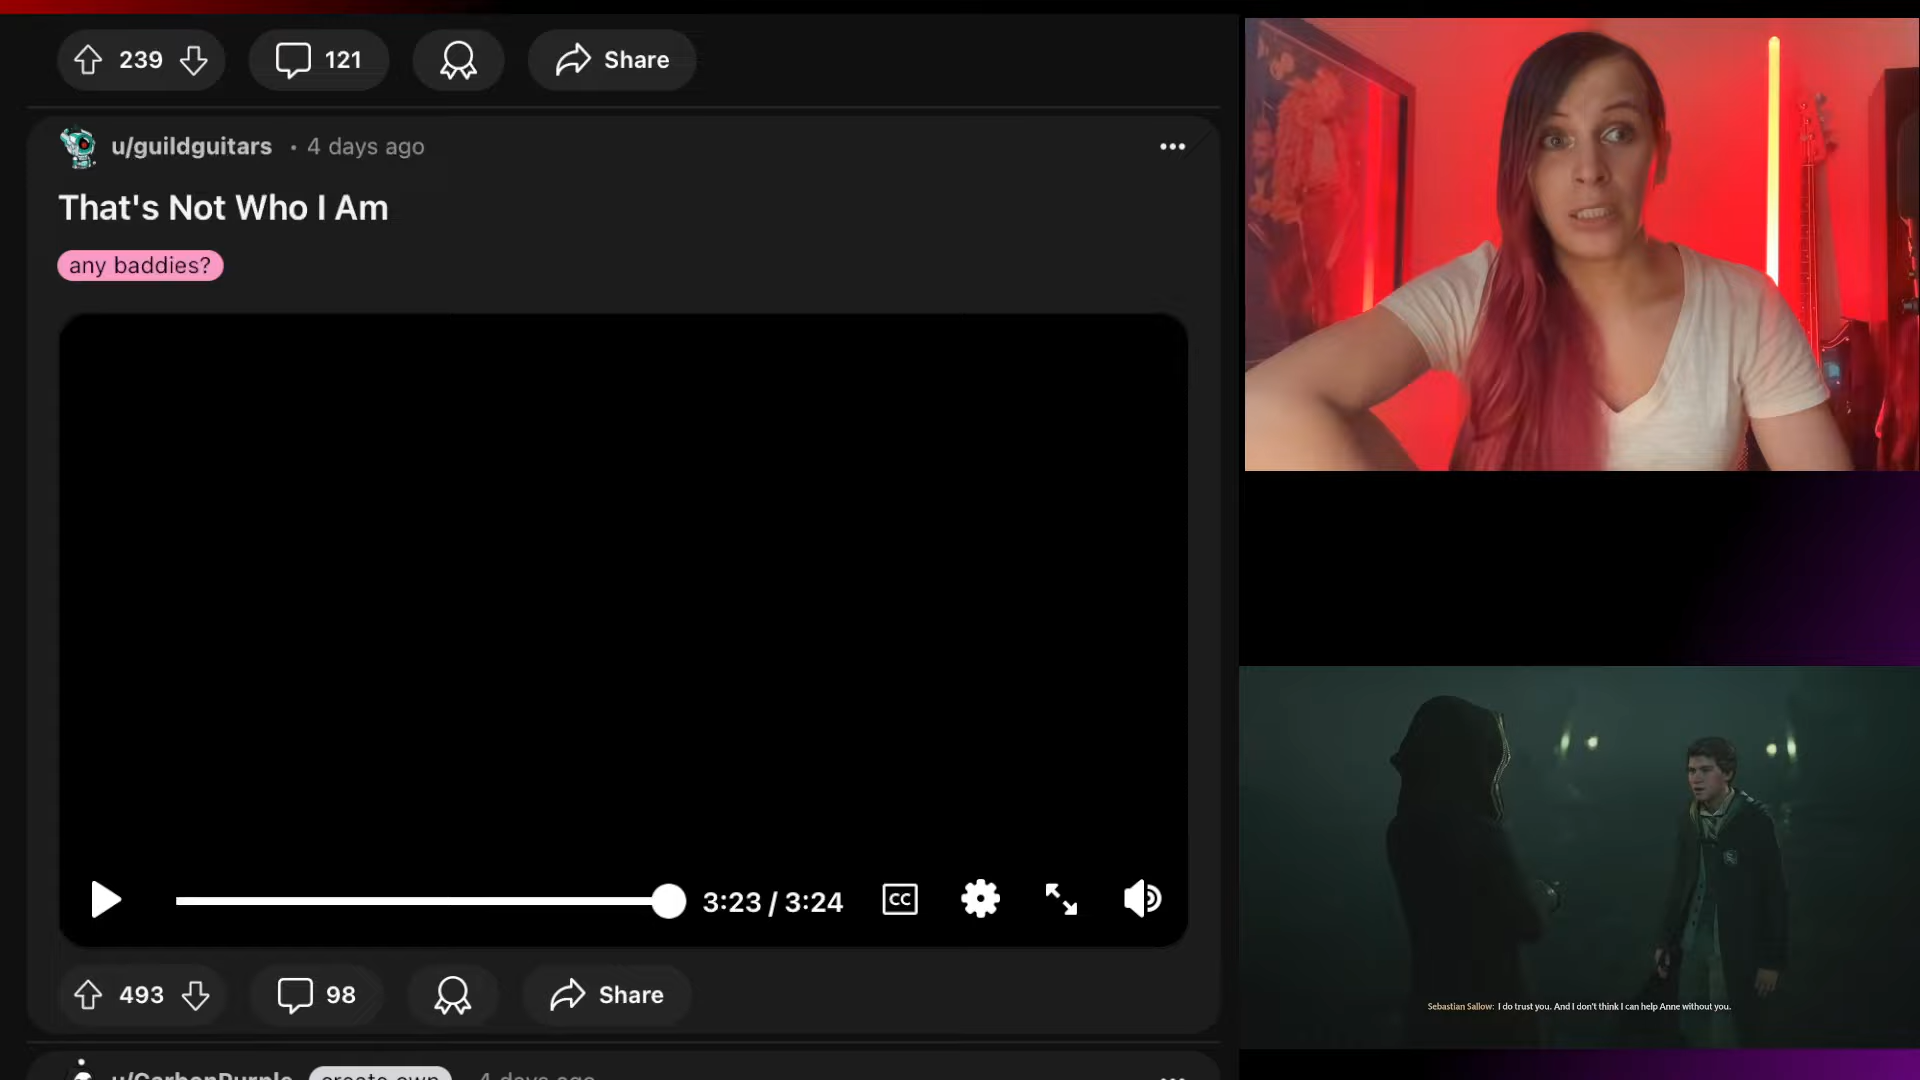 239
121
Share
u/guildguitars • 4 days ago
That's Not Who I Am
any baddies?
3:23 / 3:24
CC
493
98
Share
u/CarbonPurple create own 4 days ago
Sebastian Sallow: I do trust you. And I don't think I can help Anne without you.